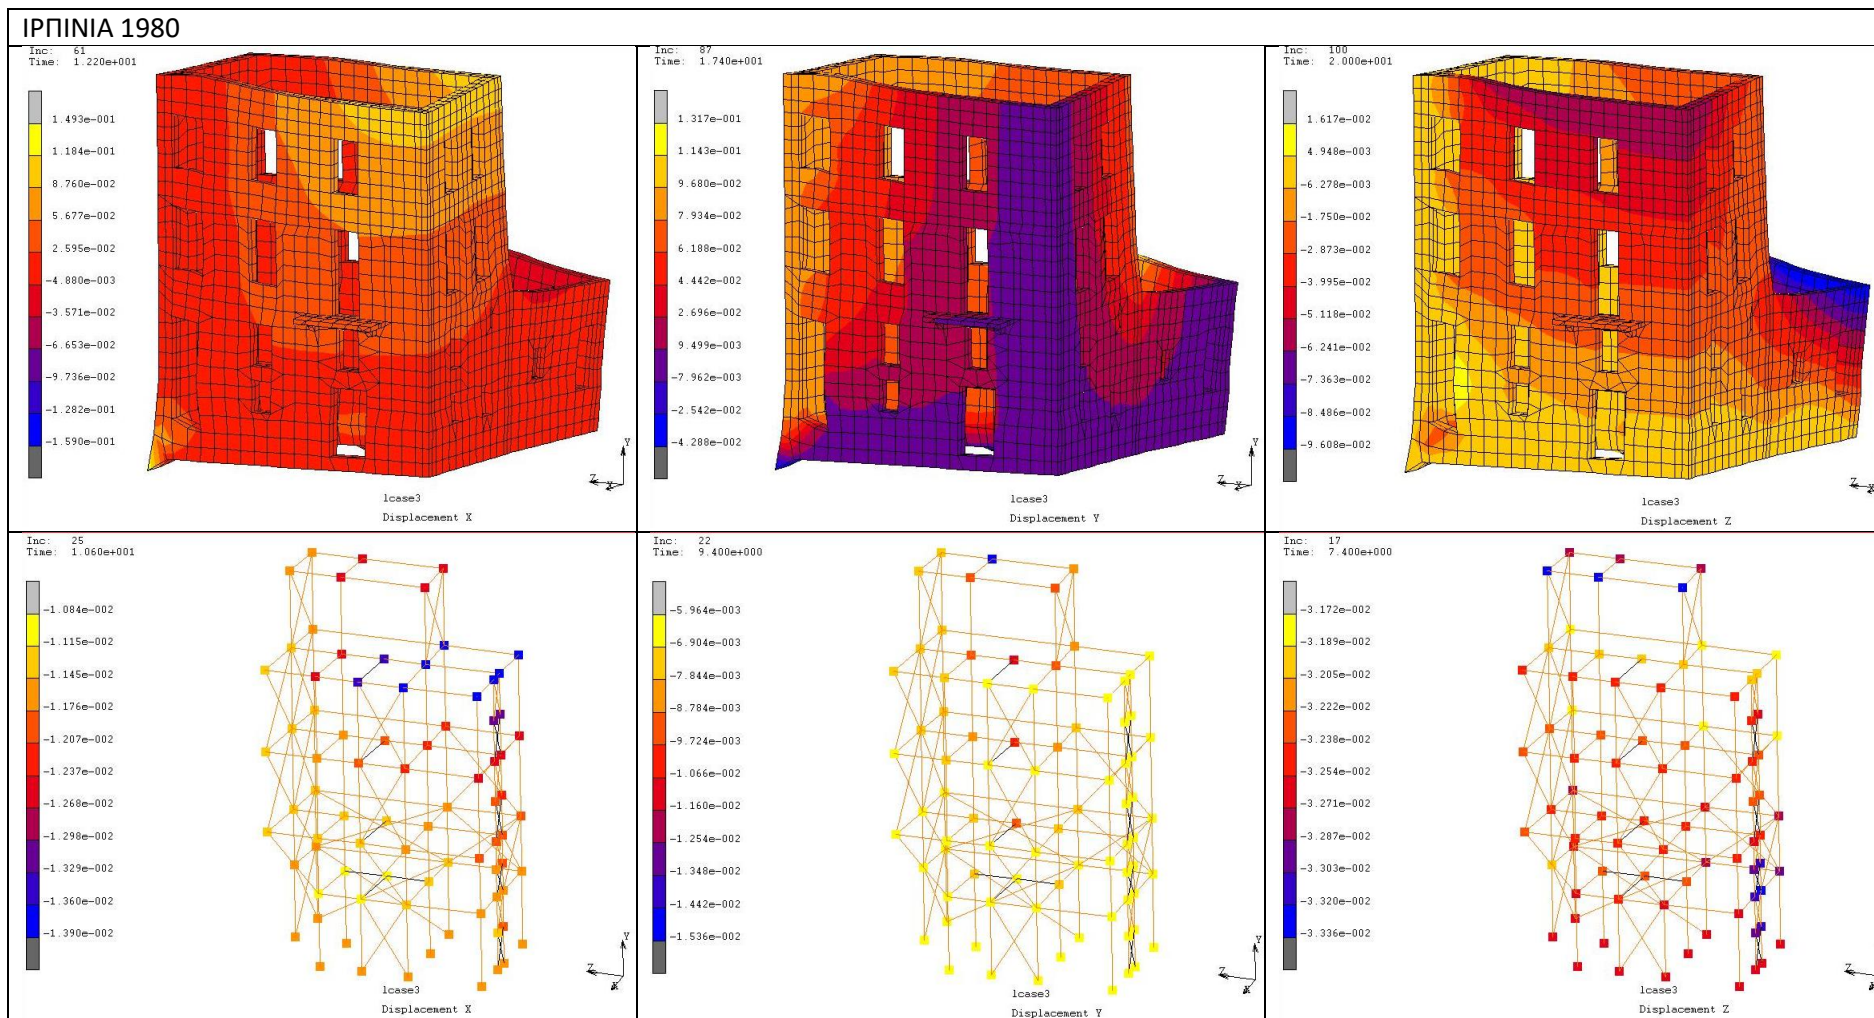 ΙΡΠΙΝΙΑ 1980
Inc: 61
Time: 1.220e+001
1.493e-001
1.184e-001
8.760e-002
5.677e-002
2.595e-002
-4.880e-003
-3.571e-002
-6.653e-002
-9.736e-002
-1.282e-001
-1.590e-001
Y
Z
X
lcase3
Displacement X
Inc: 87
Time: 1.740e+001
1.317e-001
1.143e-001
9.680e-002
7.934e-002
6.188e-002
4.442e-002
2.696e-002
9.499e-003
-7.962e-003
-2.542e-002
-4.288e-002
Y
Z
X
lcase3
Displacement Y
Inc: 100
Time: 2.000e+001
1.617e-002
4.948e-003
-6.278e-003
-1.750e-002
-2.873e-002
-3.995e-002
-5.118e-002
-6.241e-002
-7.363e-002
-8.486e-002
-9.608e-002
Y
Z
X
lcase3
Displacement Z
Inc: 25
Time: 1.060e+001
-1.084e-002
-1.115e-002
-1.145e-002
-1.176e-002
-1.207e-002
-1.237e-002
-1.268e-002
-1.298e-002
-1.329e-002
-1.360e-002
-1.390e-002
Y
Z
X
lcase3
Displacement X
Inc: 22
Time: 9.400e+000
-5.964e-003
-6.904e-003
-7.844e-003
-8.784e-003
-9.724e-003
-1.066e-002
-1.160e-002
-1.254e-002
-1.348e-002
-1.442e-002
-1.536e-002
Y
Z
X
lcase3
Displacement Y
Inc: 17
Time: 7.400e+000
-3.172e-002
-3.189e-002
-3.205e-002
-3.222e-002
-3.238e-002
-3.254e-002
-3.271e-002
-3.287e-002
-3.303e-002
-3.320e-002
-3.336e-002
Y
Z
X
lcase3
Displacement Z